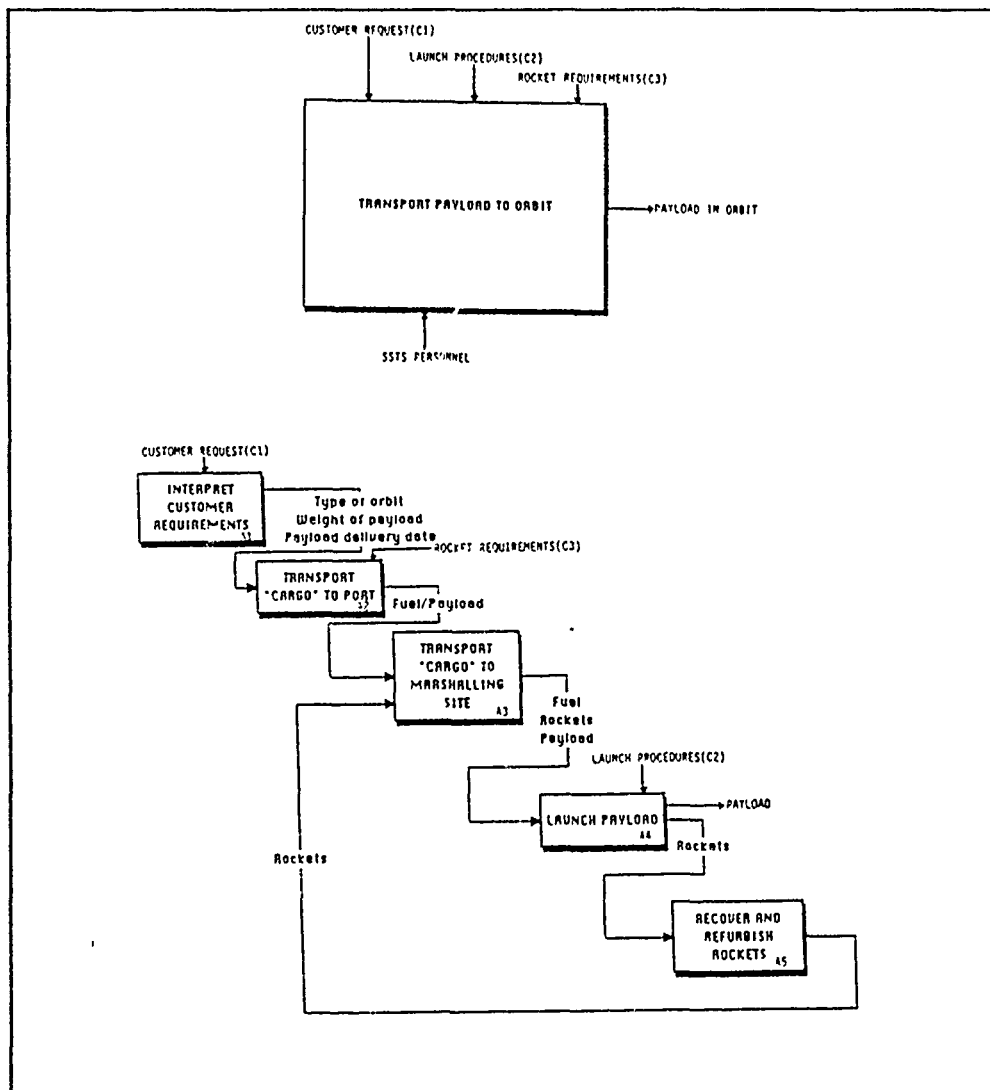 CUSTOMER REQUEST(C1)
LAUNCH PROCEDURES(C2)
ROCKET REQUIREMENTS(C3)
TRANSPORT PAYLOAD TO ORBIT
PAYLOAD IN ORBIT
SSTS PERSONNEL
CUSTOMER REQUEST(C1)
INTERPRET
CUSTOMER
REQUIREMENTS
Type or orbit
Weight of payload
Payload delivery date
ROCKET REQUIREMENTS(C3)
TRANSPORT
"CARGO" TO PORT
Fuel/Payload
TRANSPORT
"CARGO" TO
MARSHALLING
SITE
A3
Fuel
Rockets
Payload
LAUNCH PROCEDURES(C2)
LAUNCH PAYLOAD
A4
PAYLOAD
Rockets
Rockets
RECOVER AND
REFURBISH
ROCKETS
A5